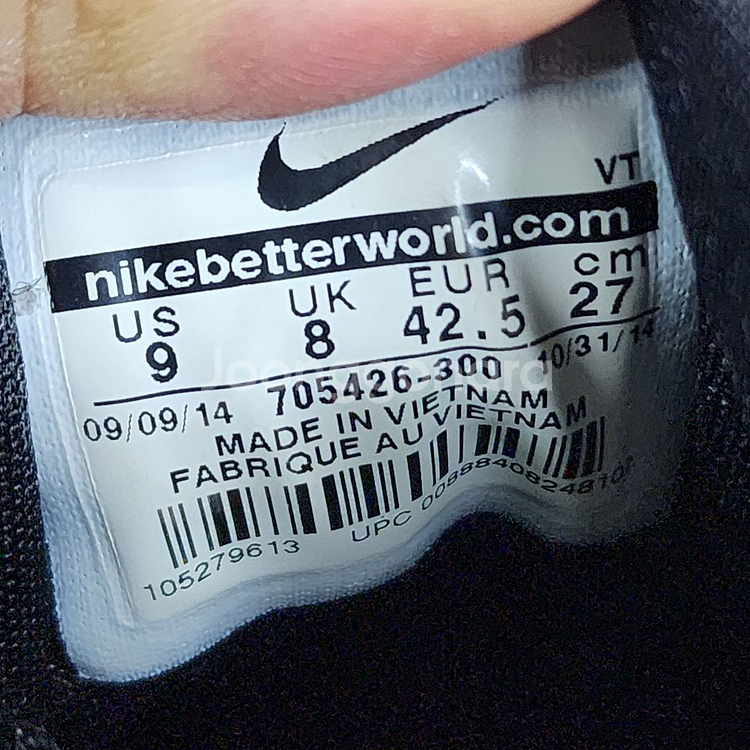 VT
nikebetterworld.com
US UK EUR cm
9 8 42.5 27
09/09/14 705426-300 10/31/14
MADE IN VIETNAM
FABRIQUE AU VIETNAM
105279613 UPC